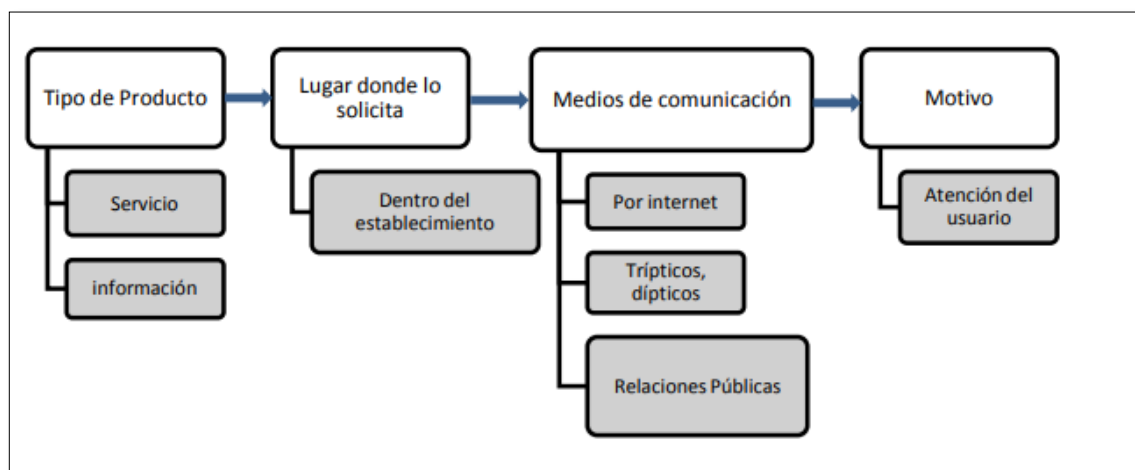 Tipo de Producto
Servicio
información
Lugar donde lo
solicita
Dentro del
establecimiento
Medios de comunicación
Por internet
Trípticos,
dípticos
Relaciones Públicas
Motivo
Atención del
usuario